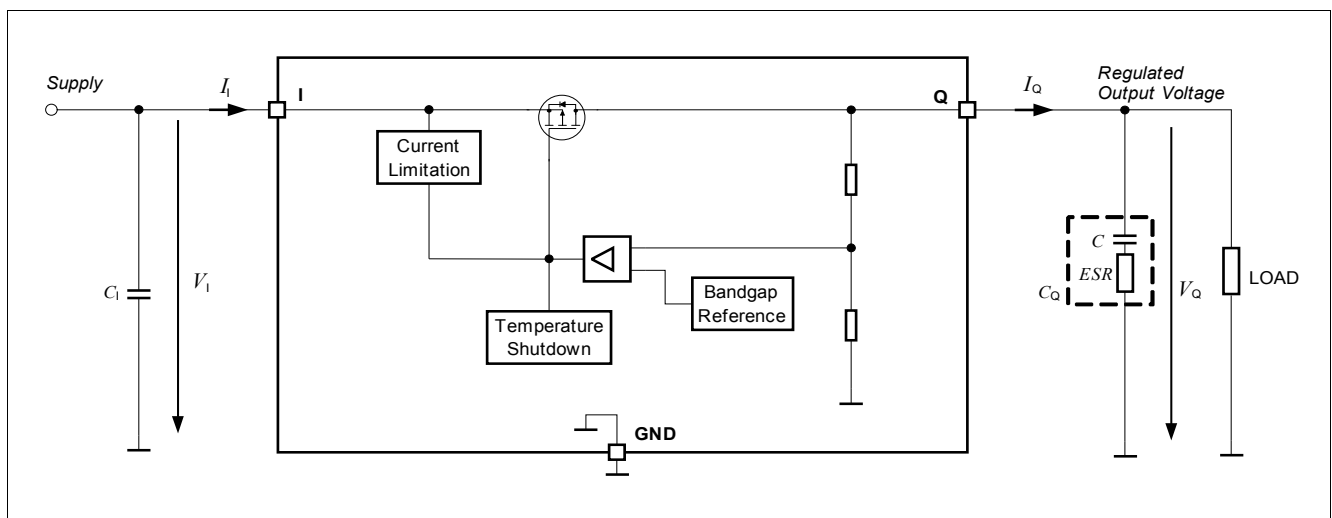 Supply
I_I
I
Q
I_Q
Regulated
Output Voltage
Current
Limitation
C_I
V_I
Bandgap
Reference
Temperature
Shutdown
C
ESR
C_Q
V_Q
LOAD
GND